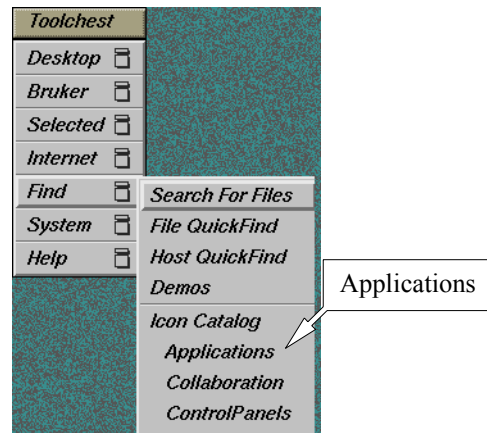 Toolchest
Desktop
Bruker
Selected
Internet
Find
System
Help
Search For Files
File QuickFind
Host QuickFind
Demos
Icon Catalog
Applications
Collaboration
ControlPanels
Applications